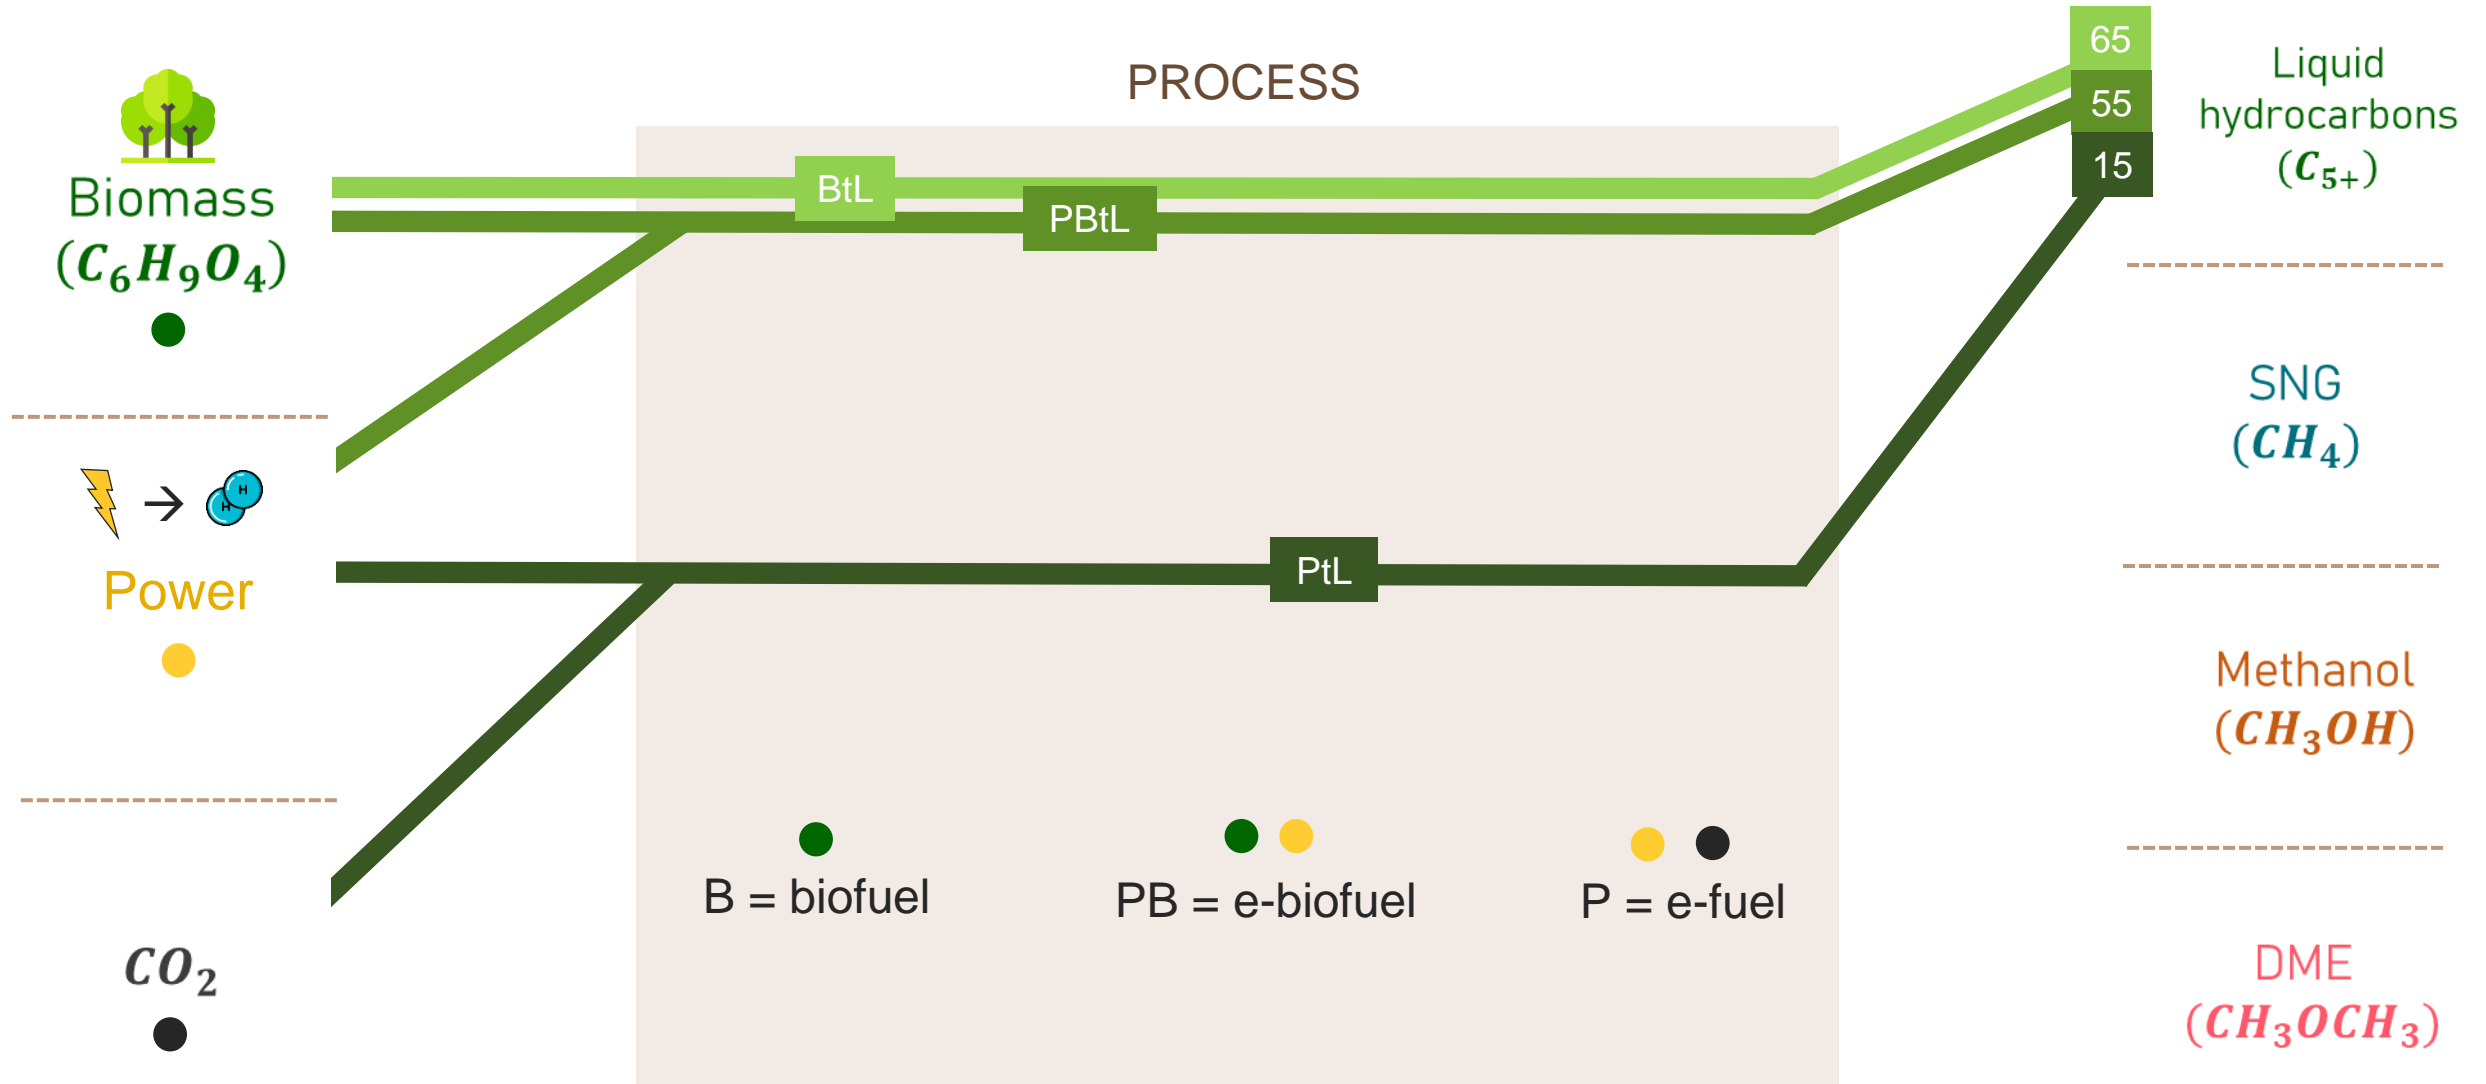 PROCESS
Biomass
(C₆H₉O₄)
→
H
H
Power
CO₂
BtL
PBtL
PtL
B = biofuel
PB = e-biofuel
P = e-fuel
65
55
15
Liquid
hydrocarbons
(C₅₊)
SNG
(CH₄)
Methanol
(CH₃OH)
DME
(CH₃OCH₃)